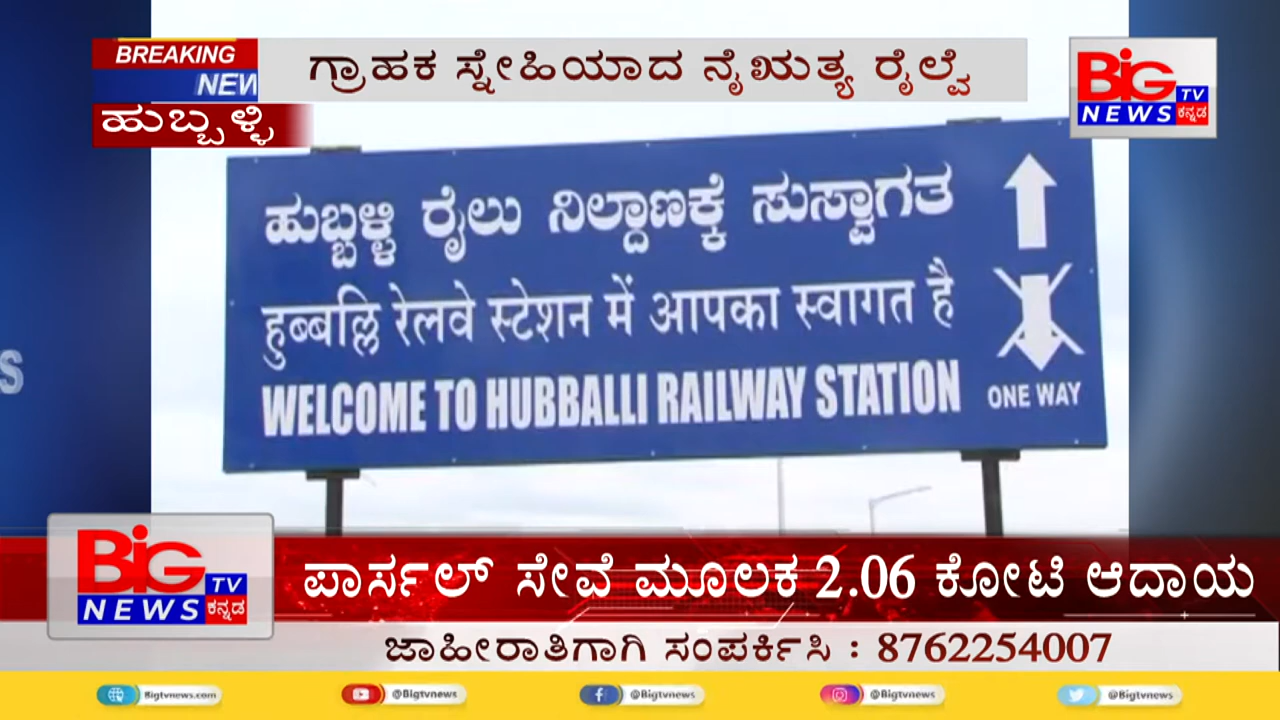 BREAKING
NEW
ಗ್ರಾಹಕ ಸ್ನೇಹಿಯಾದ ನೈಋತ್ಯ ರೈಲ್ವೆ
BIG TV
NEWS ಕನ್ನಡ
ಹುಬ್ಬಳ್ಳಿ
ಹುಬ್ಬಳ್ಳಿ ರೈಲು ನಿಲ್ದಾಣಕ್ಕೆ ಸುಸ್ವಾಗತ
हुब्बल्लि रेलवे स्टेशन में आपका स्वागत है
WELCOME TO HUBBALLI RAILWAY STATION
ONE WAY
S
BIG TV
NEWS ಕನ್ನಡ
ಪಾರ್ಸಲ್ ಸೇವೆ ಮೂಲಕ 2.06 ಕೋಟಿ ಆದಾಯ
ಜಾಹೀರಾತಿಗಾಗಿ ಸಂಪರ್ಕಿಸಿ : 8762254007
Bigtvnews.com
@Bigtvnews
@Bigtvnews
@Bigtvnews
@Bigtvnews